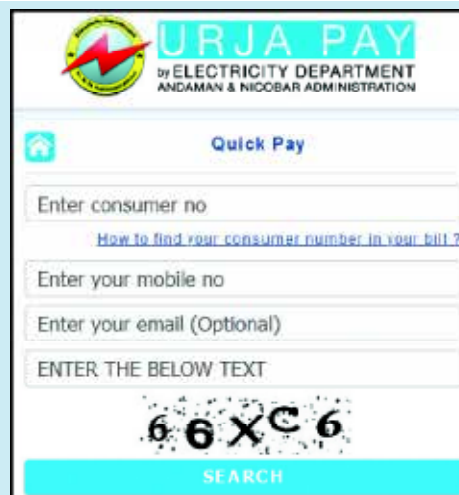 URJA PAY
by ELECTRICITY DEPARTMENT
ANDAMAN & NICOBAR ADMINISTRATION
Quick Pay
Enter consumer no
How to find your consumer number in your bill ?
Enter your mobile no
Enter your email (Optional)
ENTER THE BELOW TEXT
66XC6
SEARCH